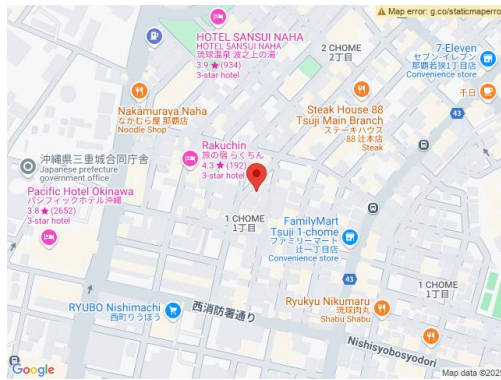 Map error: g.co/staticmaperro
HOTEL SANSUI NAHA
HOTEL SANSUI NAHA
琉球温泉 波之上の湯
3.9 ★ (934)
3-star hotel
2 CHOME
2丁目
7-Eleven
セブン-イレブン
那覇若狭1丁目店
Convenience store
千日
Nakamuraya Naha
なかむら屋 那覇店
Noodle Shop
Steak House 88
Tsuji Main Branch
ステーキハウス
88 辻本店
Steak
43
Rakuchin
旅の宿 らくちん
4.3 ★ (192)
3-star hotel
沖縄県三重城合同庁舎
Japanese prefecture
government office
Pacific Hotel Okinawa
パシフィックホテル沖縄
3.8 ★ (2652)
3-star hotel
1 CHOME
1丁目
FamilyMart
Tsuji 1-chome
ファミリーマート
辻一丁目店
Convenience store
43
1 CHOME
1丁目
RYUBO Nishimachi
西町りうぼう
西消防署通り
Ryukyu Nikumaru
琉球肉丸
Shabu Shabu
Nishisyobosyodori
Google
Map data ©2025